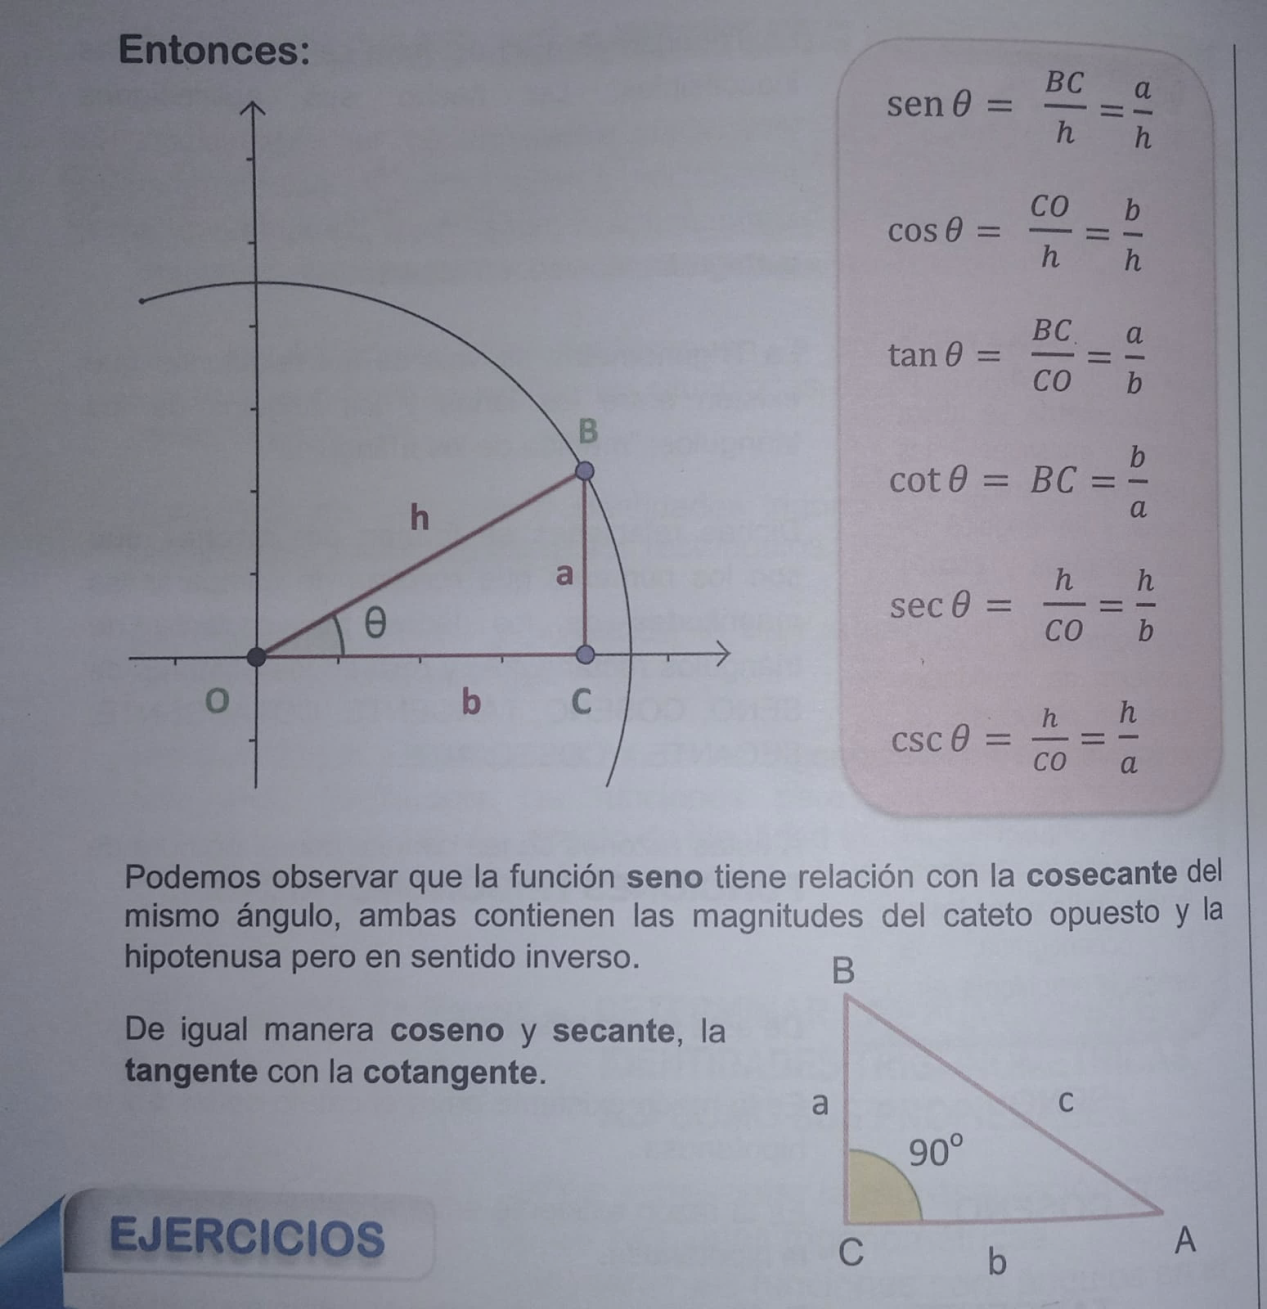 Entonces:
B
h
a
θ
O
b
C
sen θ = BC/h = a/h
cos θ = CO/h = b/h
tan θ = BC/CO = a/b
cot θ = BC = b/a
sec θ = h/CO = h/b
csc θ = h/CO = h/a
Podemos observar que la función seno tiene relación con la cosecante del
mismo ángulo, ambas contienen las magnitudes del cateto opuesto y la
hipotenusa pero en sentido inverso.
De igual manera coseno y secante, la
tangente con la cotangente.
B
a
c
90°
C
b
A
EJERCICIOS